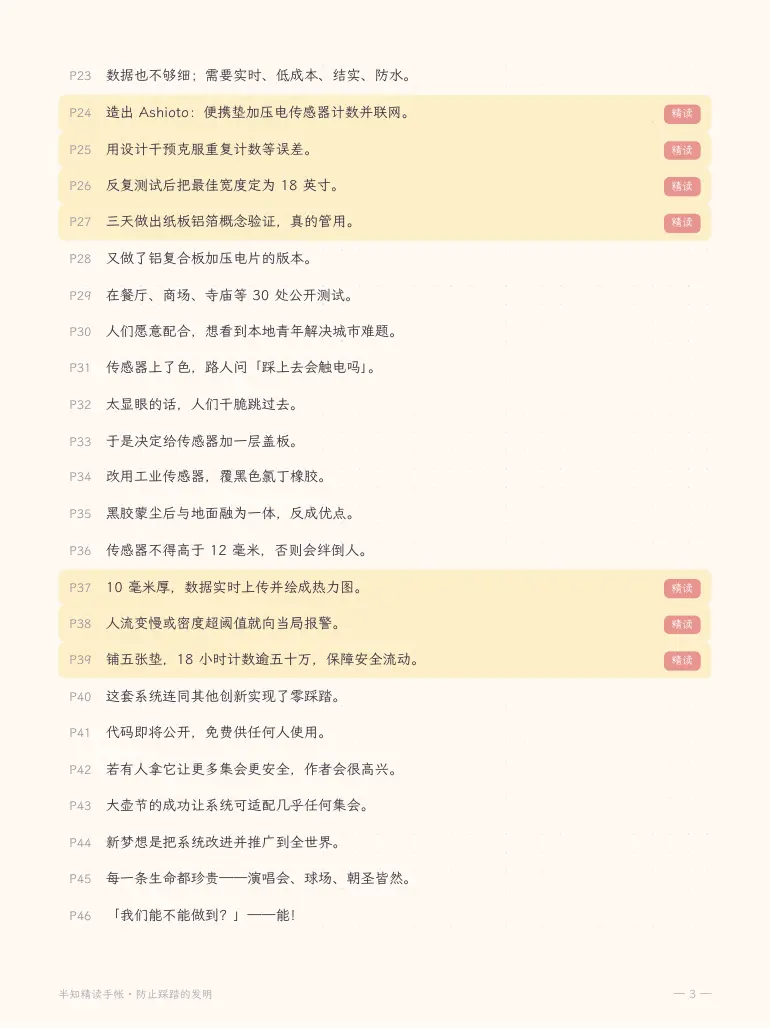 P23 数据也不够细；需要实时、低成本、结实、防水。
P24 造出 Ashioto：便携垫加压电传感器计数并联网。 精读
P25 用设计干预克服重复计数等误差。 精读
P26 反复测试后把最佳宽度定为 18 英寸。 精读
P27 三天做出纸板铝箔概念验证，真的管用。 精读
P28 又做了铝复合板加压电片的版本。
P29 在餐厅、商场、寺庙等 30 处公开测试。
P30 人们愿意配合，想看到本地青年解决城市难题。
P31 传感器上了色，路人问「踩上去会触电吗」。
P32 太显眼的话，人们干脆跳过去。
P33 于是决定给传感器加一层盖板。
P34 改用工业传感器，覆黑色氯丁橡胶。
P35 黑胶蒙尘后与地面融为一体，反成优点。
P36 传感器不得高于 12 毫米，否则会绊倒人。
P37 10 毫米厚，数据实时上传并绘成热力图。 精读
P38 人流变慢或密度超阈值就向当局报警。 精读
P39 铺五张垫，18 小时计数逾五十万，保障安全流动。 精读
P40 这套系统连同其他创新实现了零踩踏。
P41 代码即将公开，免费供任何人使用。
P42 若有人拿它让更多集会更安全，作者会很高兴。
P43 大壶节的成功让系统可适配几乎任何集会。
P44 新梦想是把系统改进并推广到全世界。
P45 每一条生命都珍贵——演唱会、球场、朝圣皆然。
P46 「我们能不能做到？」——能！
半知精读手帐·防止踩踏的发明 — 3 —